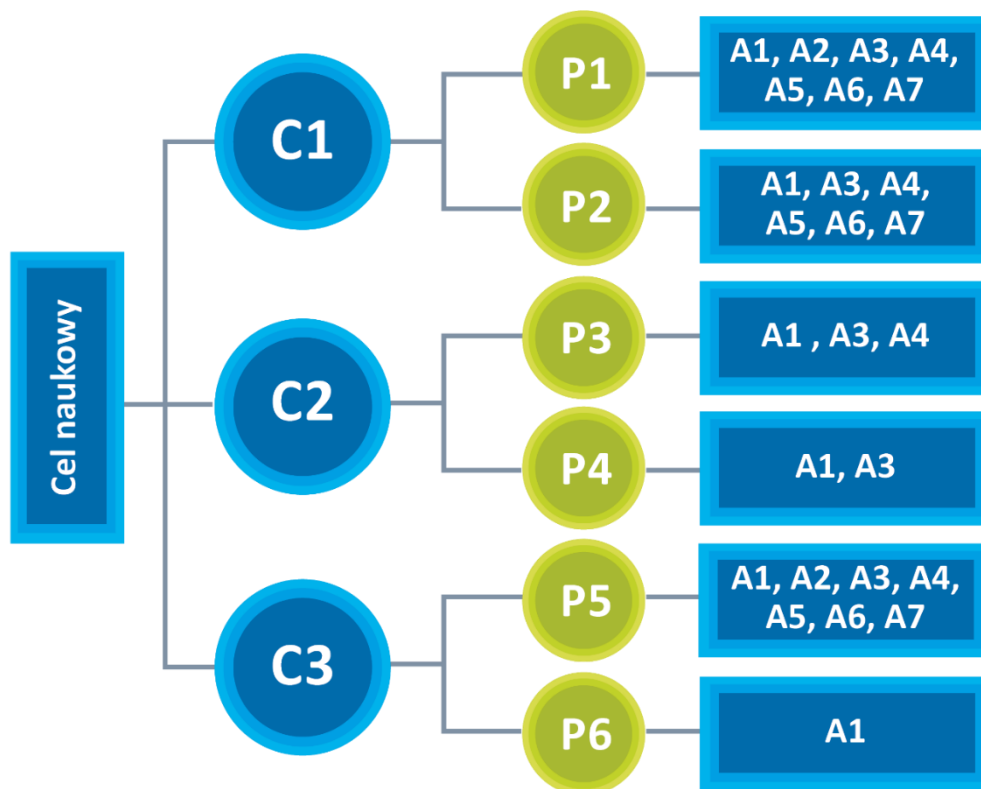 Cel naukowy
C1
P1
A1, A2, A3, A4,
A5, A6, A7
P2
A1, A3, A4,
A5, A6, A7
C2
P3
A1 , A3, A4
P4
A1, A3
C3
P5
A1, A2, A3, A4,
A5, A6, A7
P6
A1